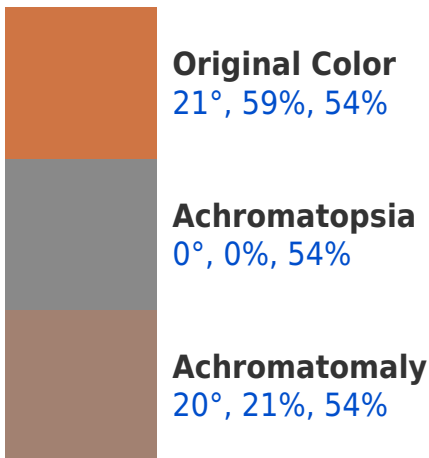 Original Color
21°, 59%, 54%
Achromatopsia
0°, 0%, 54%
Achromatomaly
20°, 21%, 54%